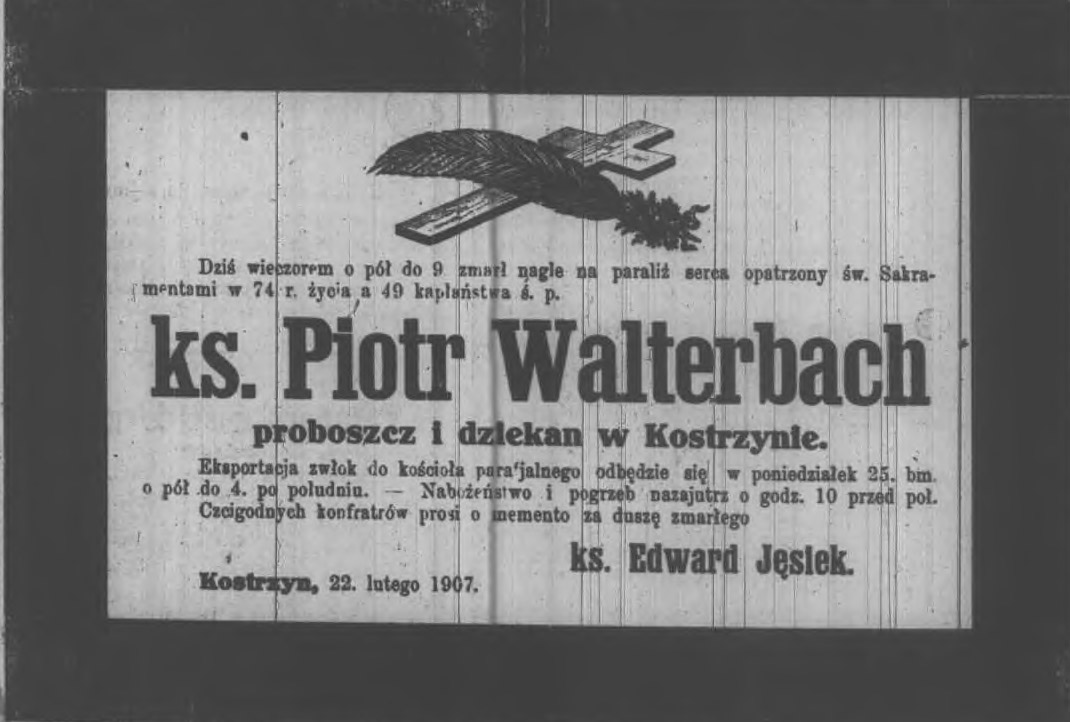 Dziś wieczorem o pół do 9 zmarł nagle na paraliż serca opatrzony św. Sakra-
mentami w 74 r. życia a 49 kapłaństwa ś. p.
ks. Piotr Walterbach
proboszcz i dziekan w Kostrzynie.
Eksportacja zwłok do kościoła parafjalnego odbędzie się w poniedziałek 25. bm.
o pół do 4. po południu. — Nabożeństwo i pogrzeb nazajutrz o godz. 10 przed poł.
Czcigodnych konfratrów prosi o memento za duszę zmarłego
ks. Edward Jęsiek.
Kostrzyn, 22. lutego 1907.